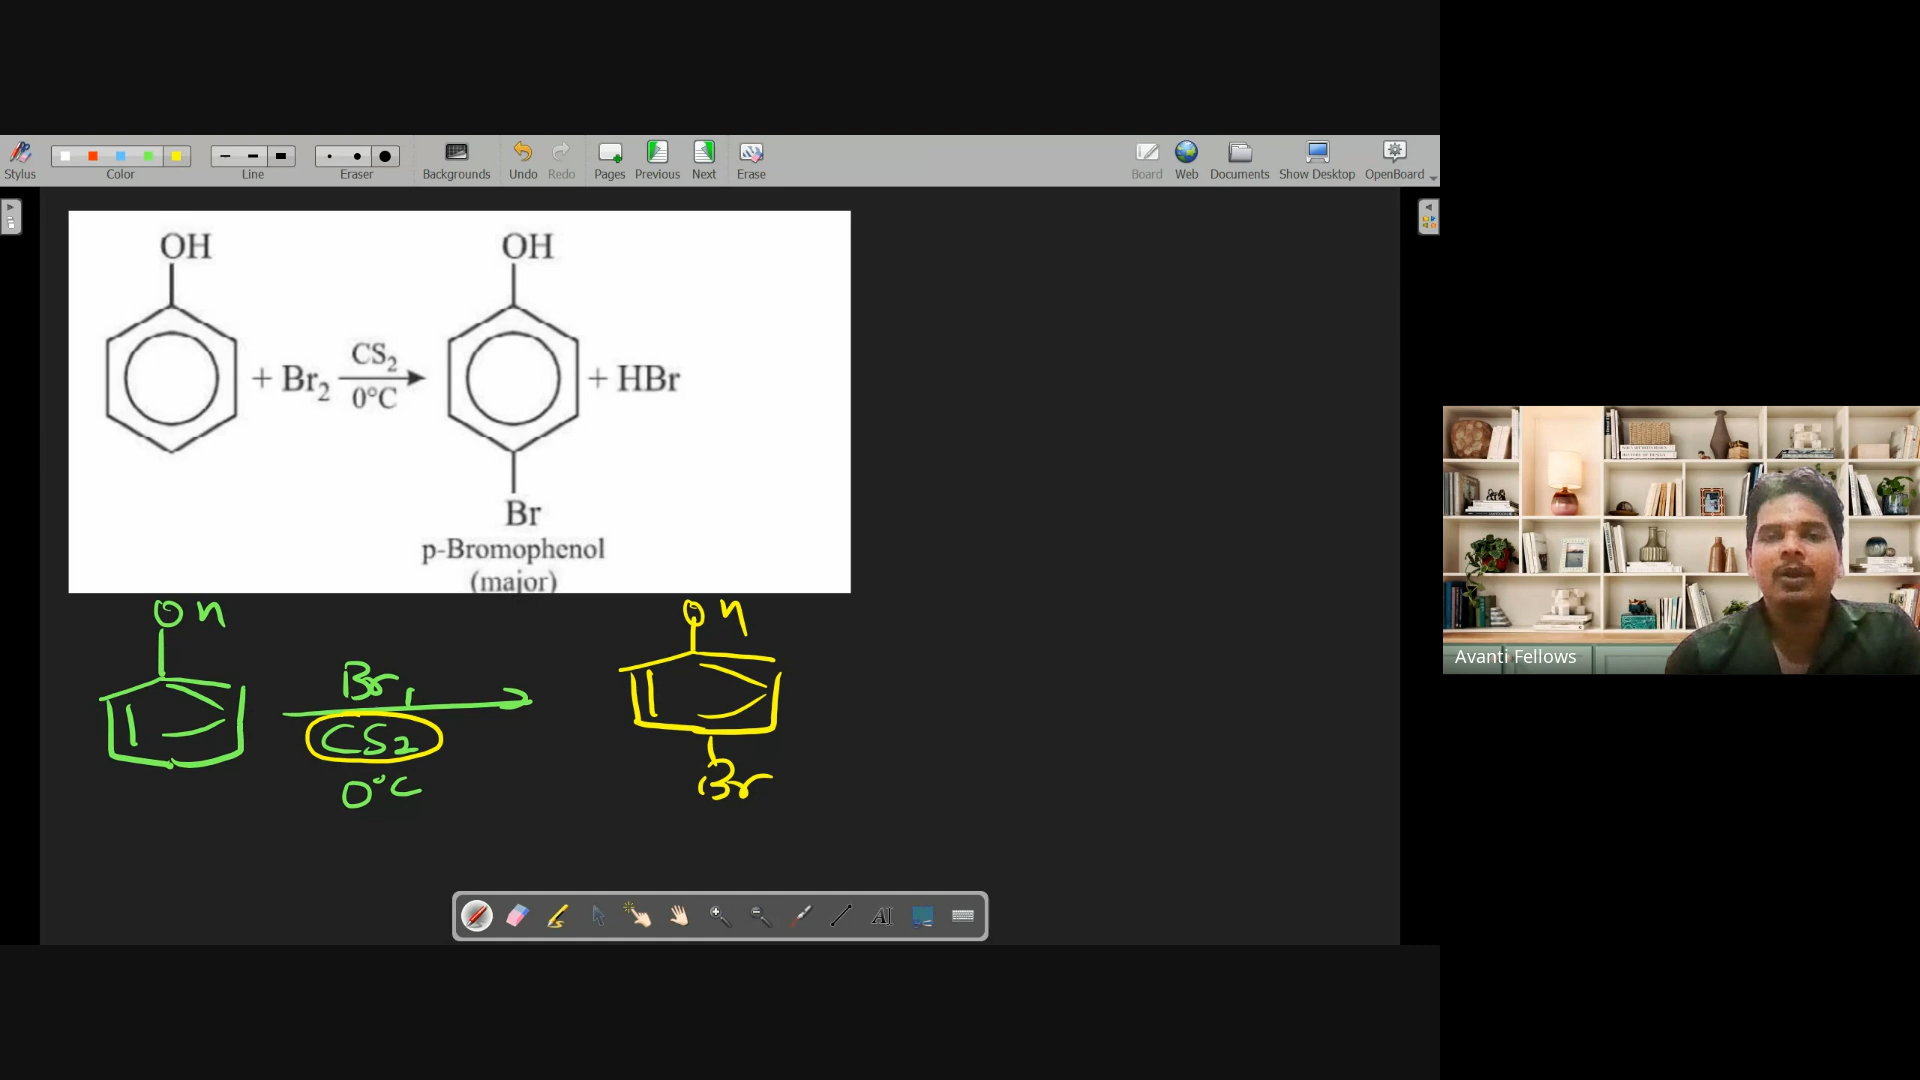 Stylus Color Line Eraser Backgrounds Undo Redo Pages Previous Next Erase Board Web Documents Show Desktop OpenBoard
OH OH
+ Br2 CS2 + HBr
0°C
Br
p-Bromophenol
(major)
OH OH
Br,
CS2
0°C
Br
Avanti Fellows